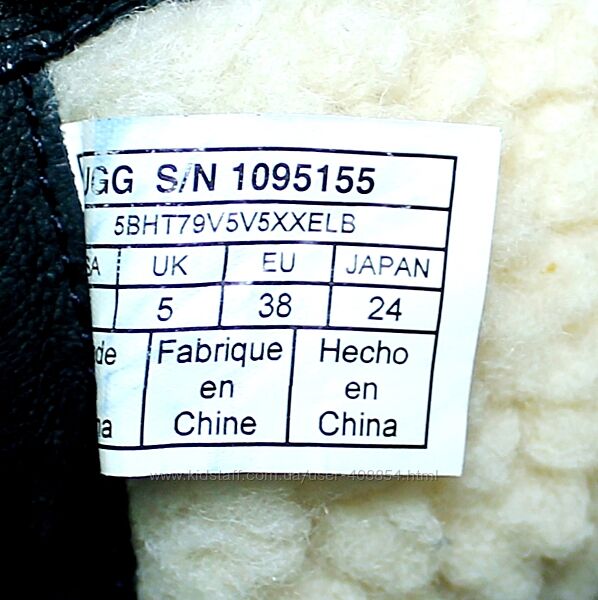 UGG S/N 1095155
5BHT79V5V5XXELB
UK EU JAPAN
5 38 24
Fabrique Hecho
en en
Chine China
www.kidstaff.com.ua/user-408854.html